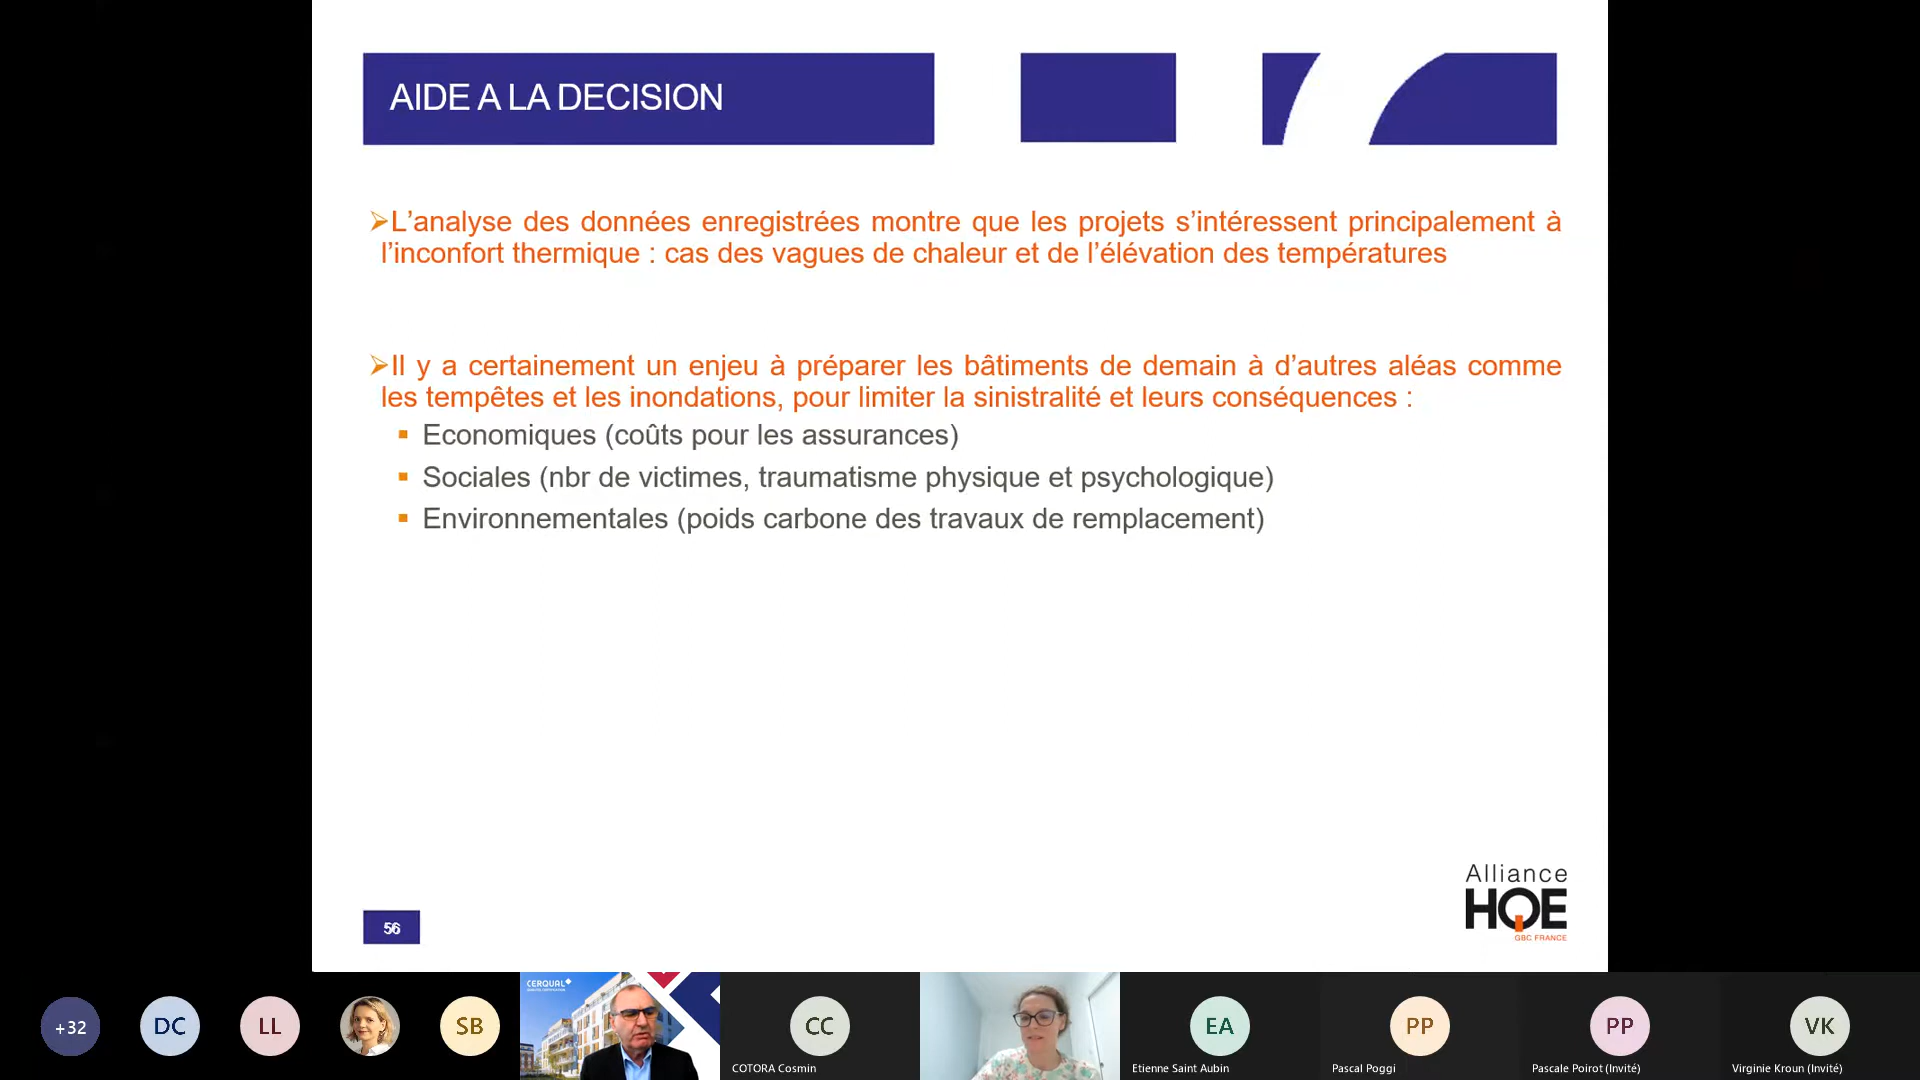 AIDE A LA DECISION
➢L’analyse des données enregistrées montre que les projets s’intéressent principalement à
l’inconfort thermique : cas des vagues de chaleur et de l’élévation des températures
➢Il y a certainement un enjeu à préparer les bâtiments de demain à d’autres aléas comme
les tempêtes et les inondations, pour limiter la sinistralité et leurs conséquences :
▪ Economiques (coûts pour les assurances)
▪ Sociales (nbr de victimes, traumatisme physique et psychologique)
▪ Environnementales (poids carbone des travaux de remplacement)
Alliance
HQE
GBC FRANCE
56
+32
DC
LL
SB
CERQUAL
CC
COTORA Cosmin
EA
Etienne Saint Aubin
PP
Pascal Poggi
PP
Pascale Poirot (Invité)
VK
Virginie Kroun (Invité)